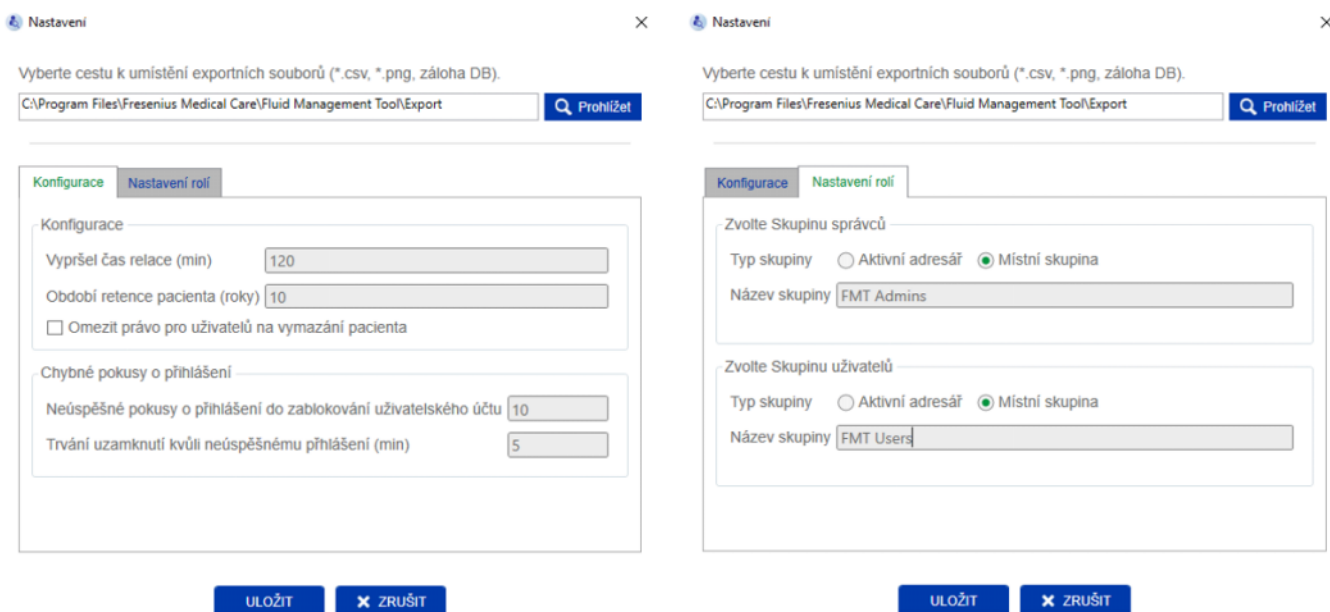 Nastavení
Vyberte cestu k umístění exportních souborů (*.csv, *.png, záloha DB).
C:\Program Files\Fresenius Medical Care\Fluid Management Tool\Export
Prohlížet
Konfigurace
Nastavení rolí
Konfigurace
Vypršel čas relace (min)
120
Období retence pacienta (roky)
10
Omezit právo pro uživatelů na vymazání pacienta
Chybné pokusy o přihlášení
Neúspěšné pokusy o přihlášení do zablokování uživatelského účtu
10
Trvání uzamknutí kvůli neúspěšnému přhlášení (min)
5
ULOŽIT
ZRUŠIT
Nastavení
Vyberte cestu k umístění exportních souborů (*.csv, *.png, záloha DB).
C:\Program Files\Fresenius Medical Care\Fluid Management Tool\Export
Prohlížet
Konfigurace
Nastavení rolí
Zvolte Skupinu správců
Typ skupiny
Aktivní adresář
Místní skupina
Název skupiny
FMT Admins
Zvolte Skupinu uživatelů
Typ skupiny
Aktivní adresář
Místní skupina
Název skupiny
FMT Users
ULOŽIT
ZRUŠIT